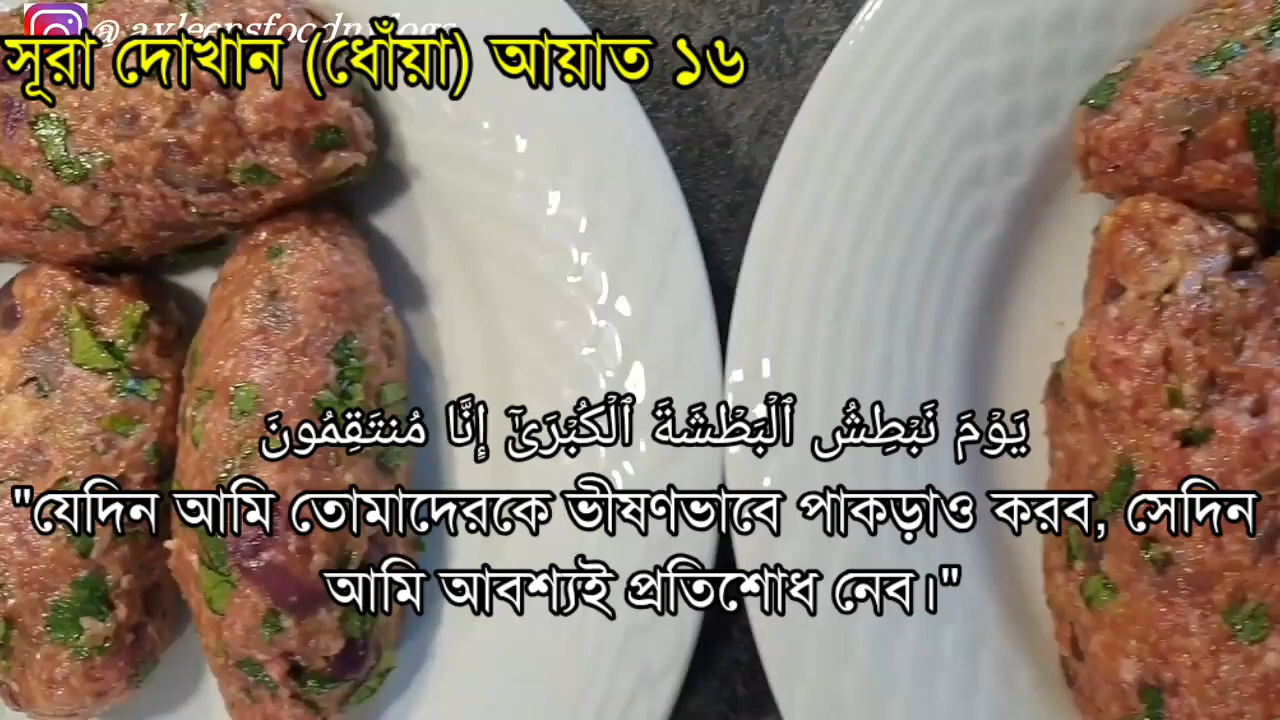 সূরা দোখান (ধোঁয়া) আয়াত ১৬
يَوْمَ نَبْطِشُ ٱلْبَطْشَةَ ٱلْكُبْرَىٰٓ إِنَّا مُنتَقِمُونَ
"যেদিন আমি তোমাদেরকে ভীষণভাবে পাকড়াও করব, সেদিন
আমি আবশ্যই প্রতিশোধ নেব।"